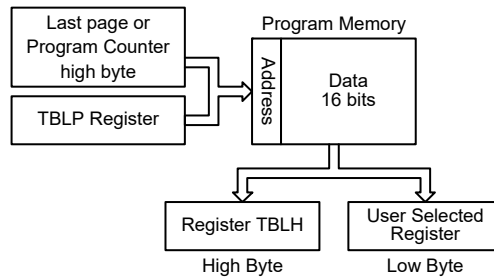 Program Memory
Last page or
Program Counter
high byte
TBLP Register
Address
Data
16 bits
Register TBLH
User Selected
Register
High Byte
Low Byte